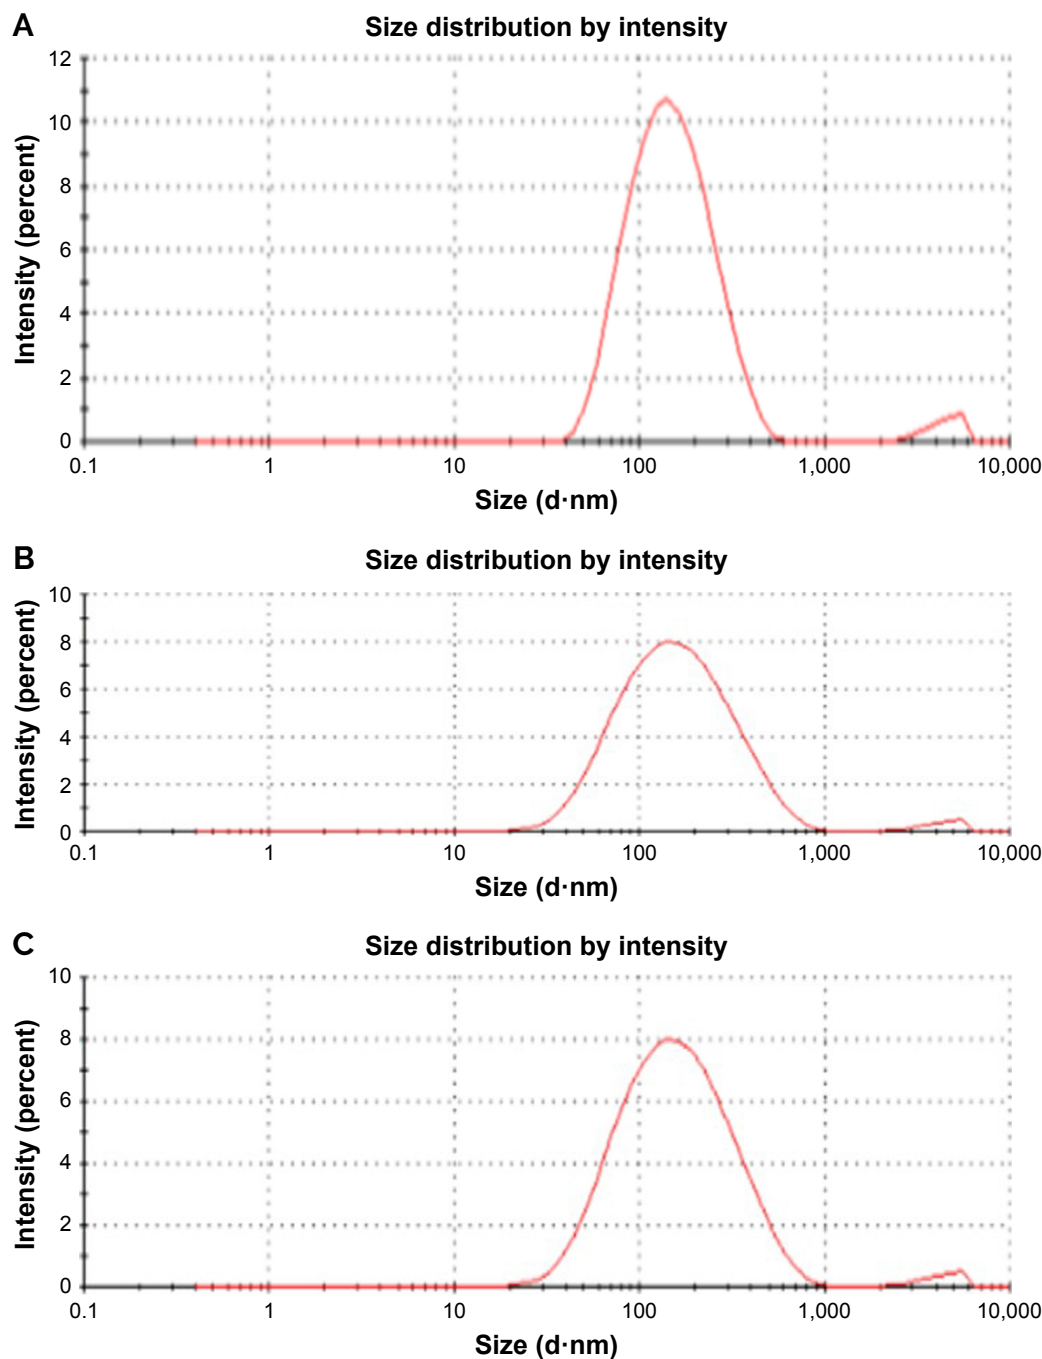 A
Size distribution by intensity
Intensity (percent)
12
10
8
6
4
2
0
0.1 1 10 100 1,000 10,000
Size (d·nm)
B
Size distribution by intensity
Intensity (percent)
10
8
6
4
2
0
0.1 1 10 100 1,000 10,000
Size (d·nm)
C
Size distribution by intensity
Intensity (percent)
10
8
6
4
2
0
0.1 1 10 100 1,000 10,000
Size (d·nm)